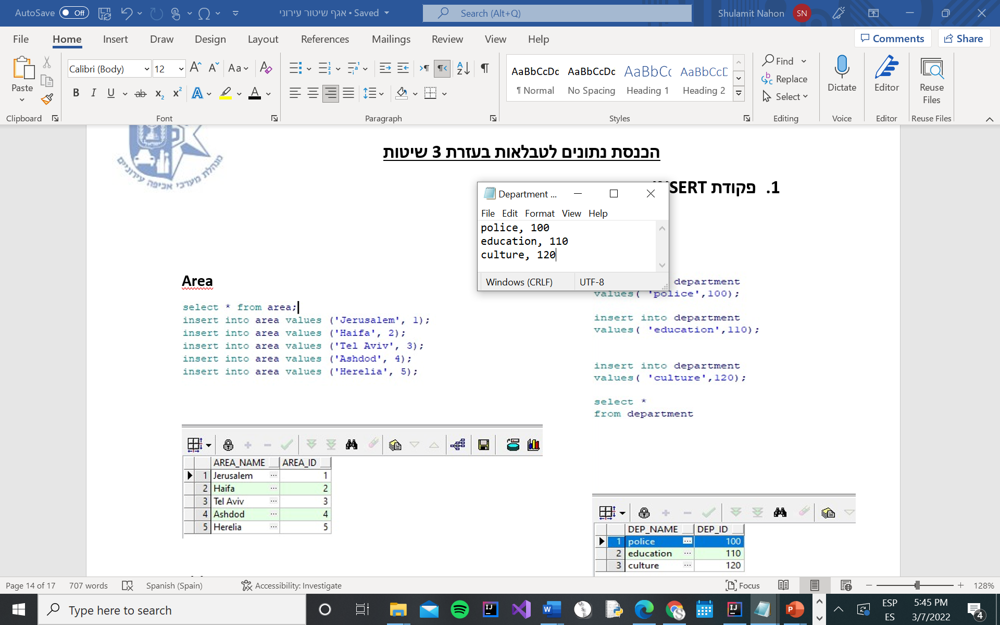 AutoSave Off
אגף שיטור עירוני • Saved
Search (Alt+Q)
Shulamit Nahon SN
File Home Insert Draw Design Layout References Mailings Review View Help
Comments Share
Paste
Calibri (Body) 12
Aa
AaBbCcDc AaBbCcDc AaBbCc AaBbCcD
¶ Normal No Spacing Heading 1 Heading 2
Find
Replace
Select
Dictate
Editor
Reuse
Files
Clipboard Font Paragraph Styles Editing Voice Editor Reuse Files
מנהלת מערכי אכיפה עירוניים
הכנסת נתונים לטבלאות בעזרת 3 שיטות
1. פקודת INSERT
Department ...
File Edit Format View Help
police, 100
education, 110
culture, 120
Windows (CRLF) UTF-8
Area
select * from area;
insert into area values ('Jerusalem', 1);
insert into area values ('Haifa', 2);
insert into area values ('Tel Aviv', 3);
insert into area values ('Ashdod', 4);
insert into area values ('Herelia', 5);
department
values( 'police',100);
insert into department
values( 'education',110);
insert into department
values( 'culture',120);
select *
from department
AREA_NAME AREA_ID
1 Jerusalem ... 1
2 Haifa ... 2
3 Tel Aviv ... 3
4 Ashdod ... 4
5 Herelia ... 5
DEP_NAME DEP_ID
1 police ... 100
2 education ... 110
3 culture ... 120
Page 14 of 17 707 words Spanish (Spain) Accessibility: Investigate Focus 128%
Type here to search
ESP
ES
5:45 PM
3/7/2022
4